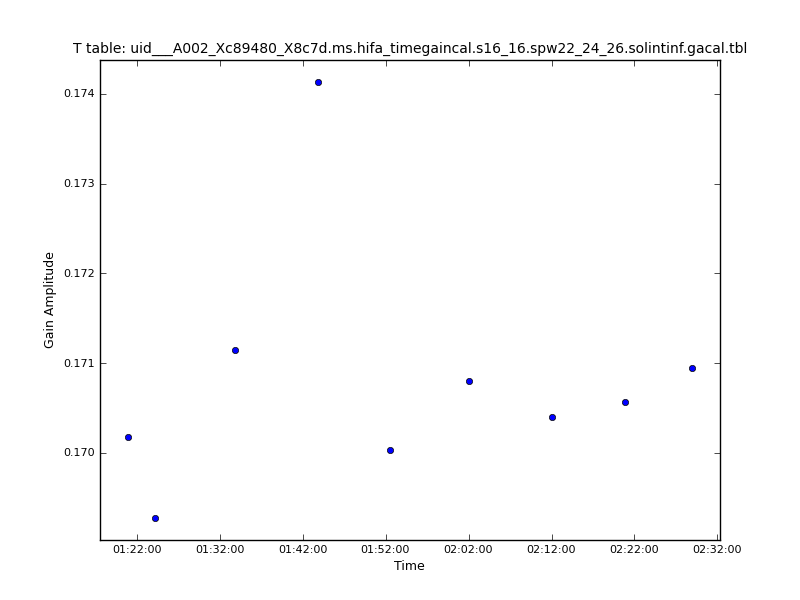 T table: uid___A002_Xc89480_X8c7d.ms.hifa_timegaincal.s16_16.spw22_24_26.solintinf.gacal.tbl
0.174
0.173
0.172
0.171
0.170
Gain Amplitude
01:22:00 01:32:00 01:42:00 01:52:00 02:02:00 02:12:00 02:22:00 02:32:00
Time